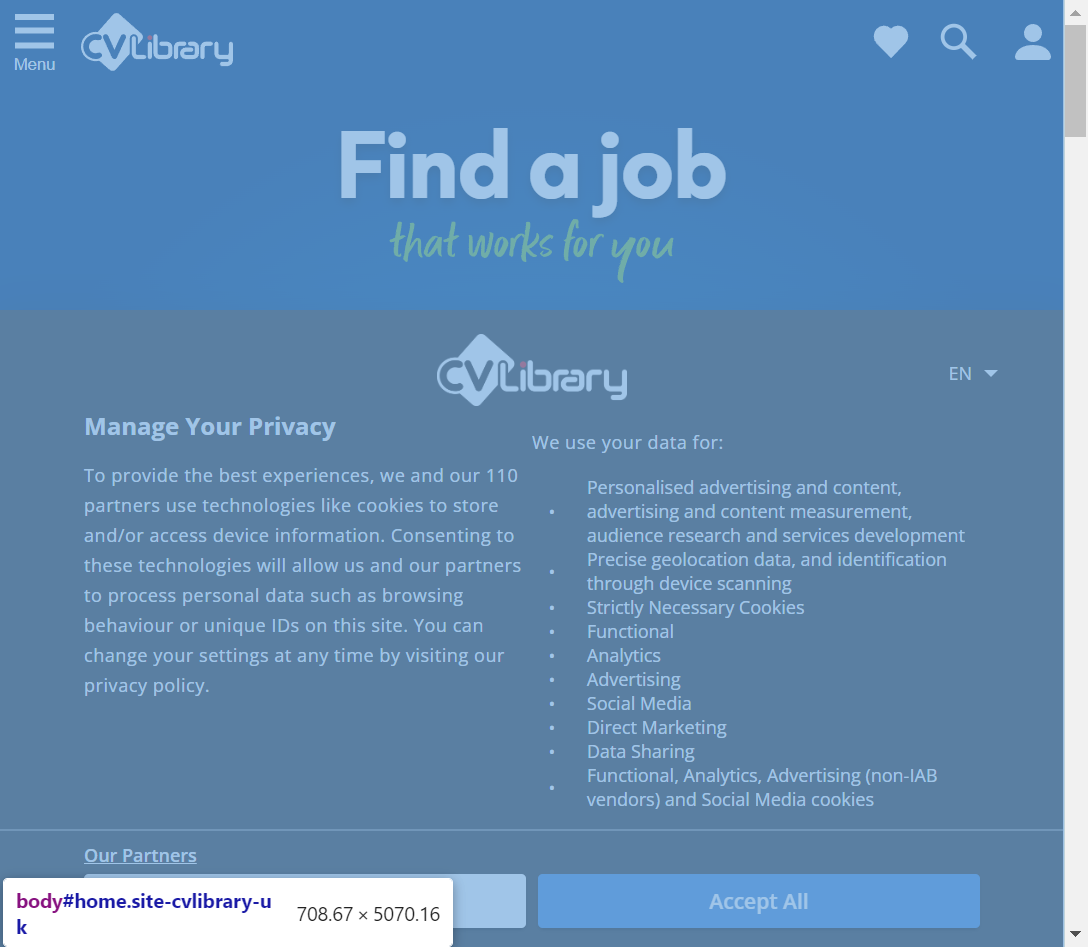 Menu
CVLibrary
Find a job
that works for you
CVLibrary
EN
Manage Your Privacy
To provide the best experiences, we and our 110
partners use technologies like cookies to store
and/or access device information. Consenting to
these technologies will allow us and our partners
to process personal data such as browsing
behaviour or unique IDs on this site. You can
change your settings at any time by visiting our
privacy policy.
We use your data for:
• Personalised advertising and content,
advertising and content measurement,
audience research and services development
• Precise geolocation data, and identification
through device scanning
• Strictly Necessary Cookies
• Functional
• Analytics
• Advertising
• Social Media
• Direct Marketing
• Data Sharing
• Functional, Analytics, Advertising (non-IAB
vendors) and Social Media cookies
Our Partners
Accept All
body#home.site-cvlibrary-u
k
708.67 × 5070.16